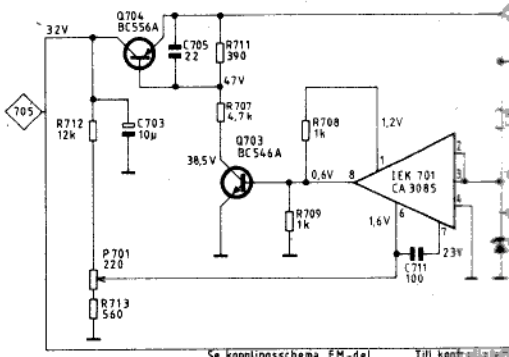 Q704
BC556A
32V
C705
22
R711
390
47V
705
R712
12k
C703
10µ
R707
4,7k
Q703
BC546A
R708
1k
1,2V
38,5V
0,6V
8
1
IEK 701
CA 3085
2
3
4
R709
1k
1,6V
6
7
23V
C711
100
P701
220
R713
560
Se kopplingsschema FM-del
Till